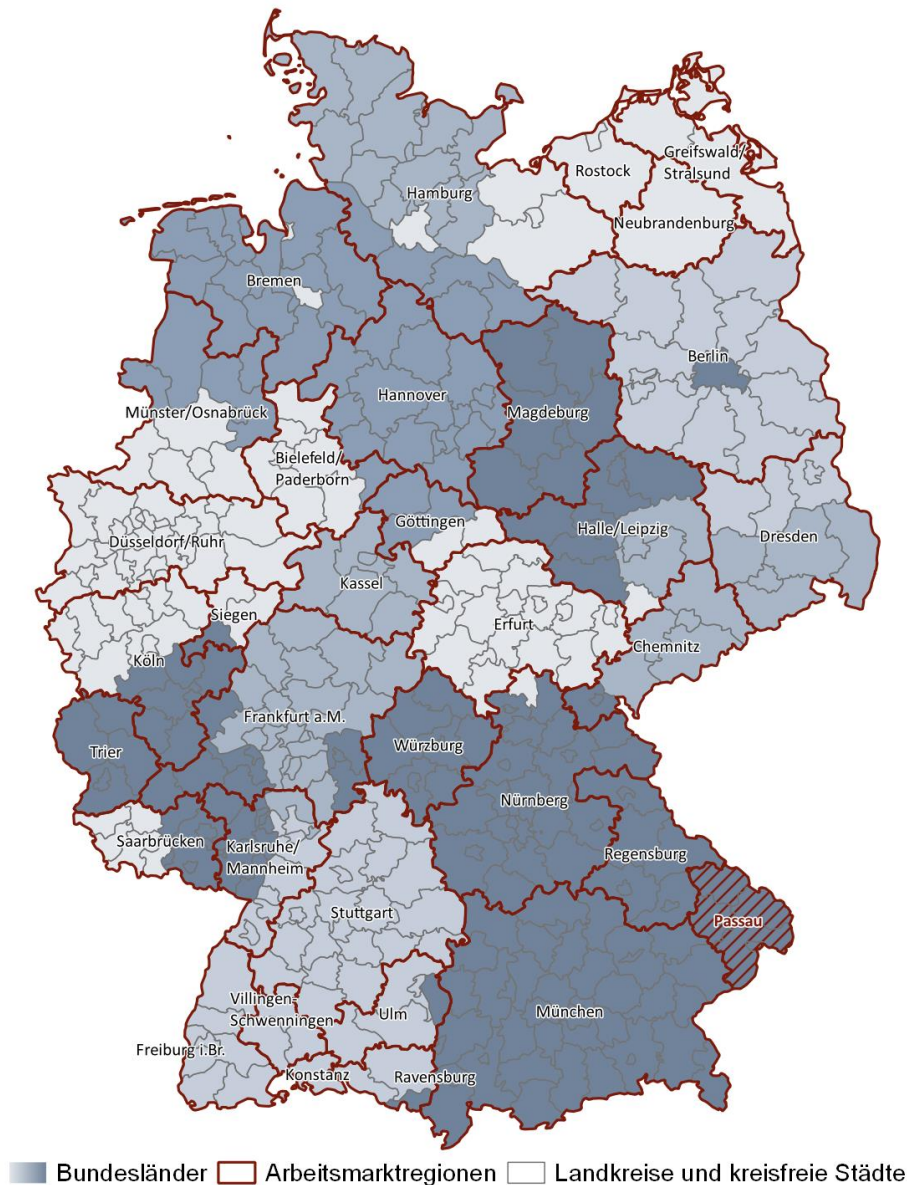 Rostock
Greifswald/
Stralsund
Hamburg
Neubrandenburg
Bremen
Berlin
Hannover
Münster/Osnabrück
Magdeburg
Bielefeld/
Paderborn
Göttingen
Halle/Leipzig
Dresden
Düsseldorf/Ruhr
Kassel
Siegen
Erfurt
Chemnitz
Köln
Frankfurt a.M.
Trier
Würzburg
Nürnberg
Saarbrücken
Karlsruhe/
Mannheim
Regensburg
Stuttgart
Passau
Villingen-
Schwenningen
Ulm
München
Freiburg i.Br.
Konstanz
Ravensburg
Bundesländer Arbeitsmarktregionen Landkreise und kreisfreie Städte